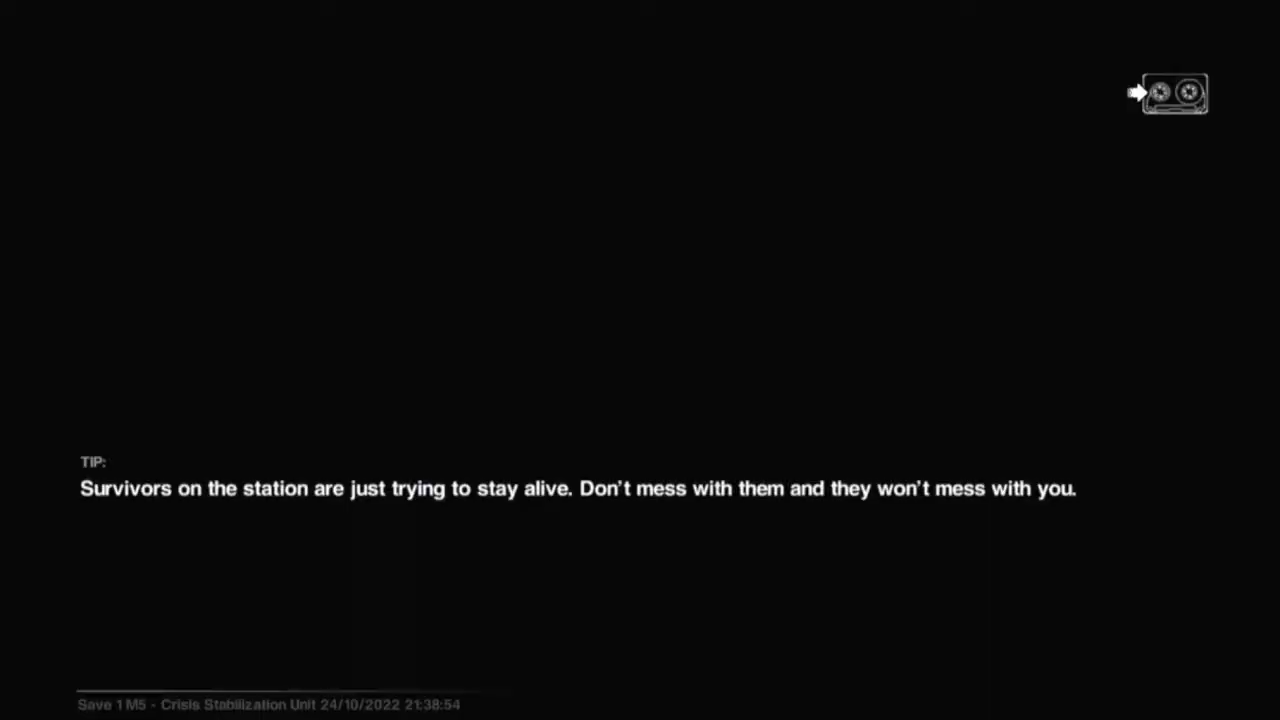 TIP:
Survivors on the station are just trying to stay alive. Don't mess with them and they won't mess with you.
Save 1 M5 - Crisis Stabilization Unit 24/10/2022 21:38:54